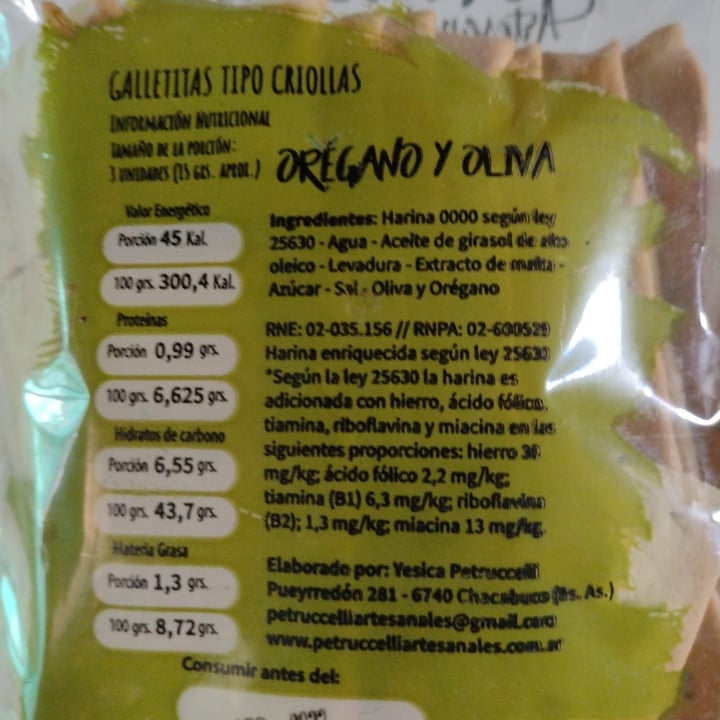 GALLETITAS TIPO CRIOLLAS
INFORMACIÓN NUTRICIONAL
TAMAÑO DE LA PORCIÓN:
3 UNIDADES (15 GRS. APROX.)
ORÉGANO Y OLIVA
Valor Energético
Porción 45 Kal.
100 grs. 300,4 Kal.
Proteínas
Porción 0,99 grs.
100 grs. 6,625 grs.
Hidratos de carbono
Porción 6,55 grs.
100 grs. 43,7 grs.
Materia Grasa
Porción 1,3 grs.
100 grs. 8,72 grs.
Ingredientes: Harina 0000 según ley
25630 - Agua - Aceite de girasol de alto
oleico - Levadura - Extracto de malta -
Azúcar - Sal - Oliva y Orégano
RNE: 02-035.156 // RNPA: 02-600529
Harina enriquecida según ley 25630
*Según la ley 25630 la harina es
adicionada con hierro, ácido fólico,
tiamina, riboflavina y miacina en las
siguientes proporciones: hierro 30
mg/kg; ácido fólico 2,2 mg/kg;
tiamina (B1) 6,3 mg/kg; riboflavina
(B2); 1,3 mg/kg; miacina 13 mg/kg.
Elaborado por: Yesica Petruccelli
Pueyrredón 281 - 6740 Chacabuco (Bs. As.)
petruccelliartesanales@gmail.com
www.petruccelliartesanales.com.ar
Consumir antes del: